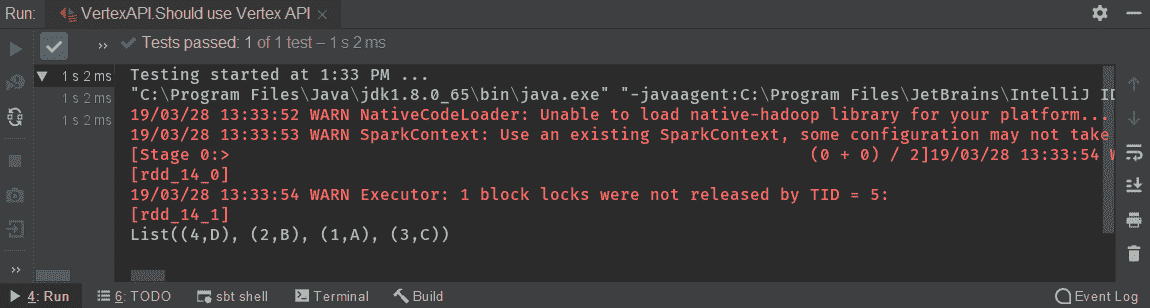 Run: VertexAPI.Should use Vertex API
Tests passed: 1 of 1 test – 1 s 2 ms
1 s 2 ms Testing started at 1:33 PM ...
1 s 2 ms "C:\Program Files\Java\jdk1.8.0_65\bin\java.exe" "-javaagent:C:\Program Files\JetBrains\IntelliJ
1 s 2 ms 19/03/28 13:33:52 WARN NativeCodeLoader: Unable to load native-hadoop library for your platform...
19/03/28 13:33:53 WARN SparkContext: Use an existing SparkContext, some configuration may not take
[Stage 0:> (0 + 0) / 2]19/03/28 13:33:54
[rdd_14_0]
19/03/28 13:33:54 WARN Executor: 1 block locks were not released by TID = 5:
[rdd_14_1]
List((4,D), (2,B), (1,A), (3,C))
4: Run 6: TODO sbt shell Terminal Build Event Log